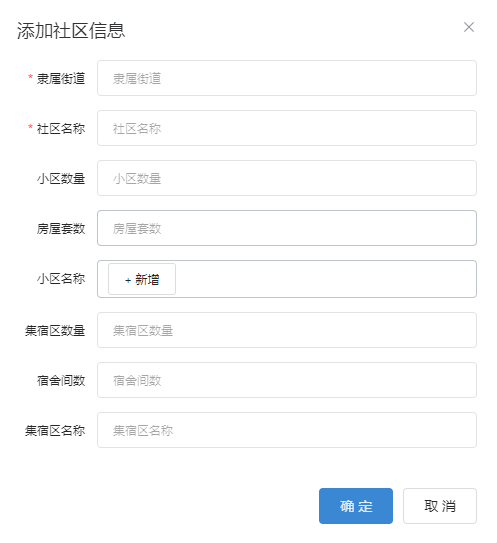 添加社区信息
* 隶属街道 隶属街道
* 社区名称 社区名称
小区数量 小区数量
房屋套数 房屋套数
小区名称 + 新增
集宿区数量 集宿区数量
宿舍间数 宿舍间数
集宿区名称 集宿区名称
确 定 取 消